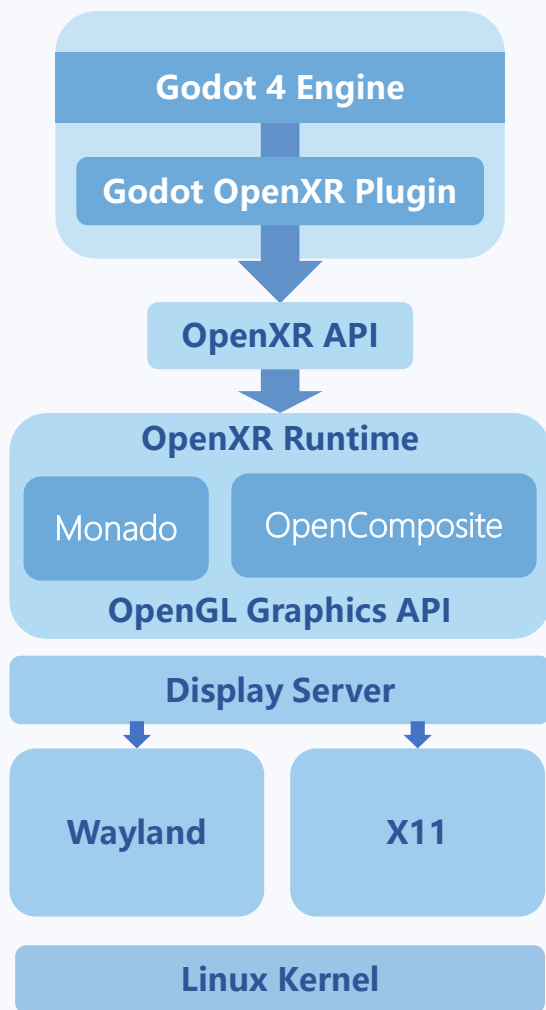 Godot 4 Engine
Godot OpenXR Plugin
OpenXR API
OpenXR Runtime
Monado
OpenComposite
OpenGL Graphics API
Display Server
Wayland
X11
Linux Kernel